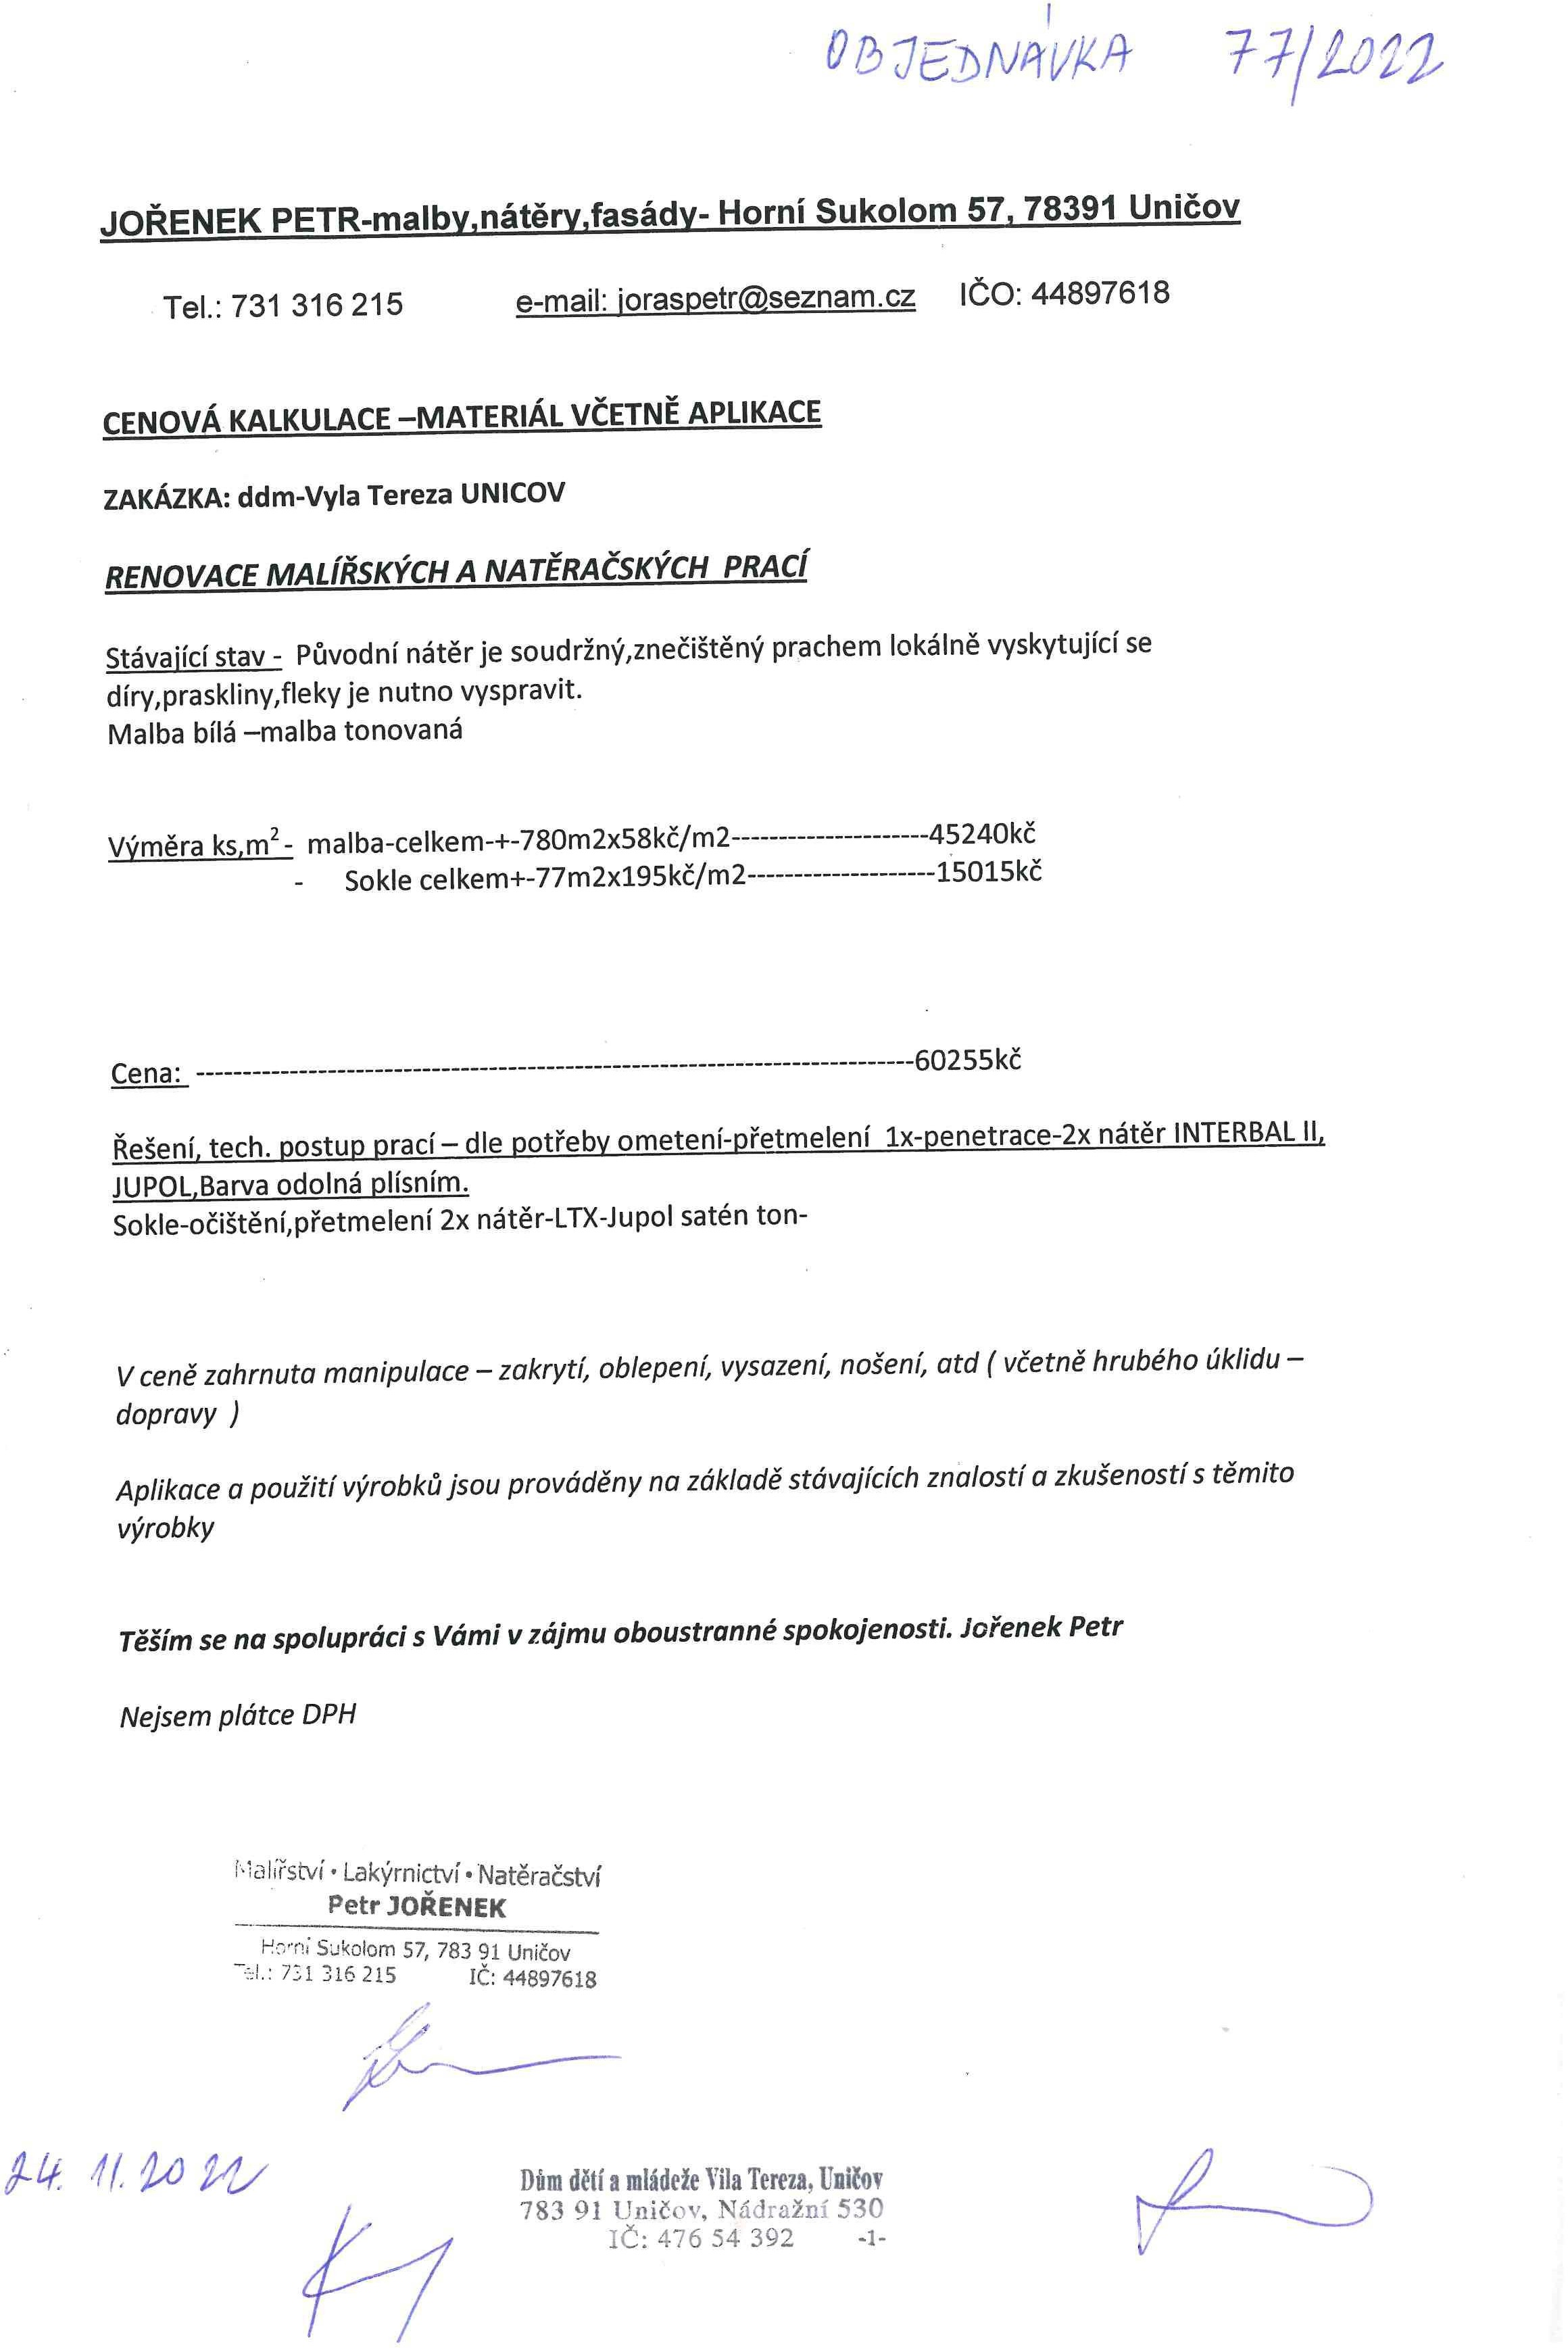 OBJEDNÁVKA 77/2022
JOŘENEK PETR-malby,nátěry,fasády- Horní Sukolom 57, 78391 Uničov
Tel.: 731 316 215 e-mail: joraspetr@seznam.cz IČO: 44897618
CENOVÁ KALKULACE –MATERIÁL VČETNĚ APLIKACE
ZAKÁZKA: ddm-Vyla Tereza UNICOV
RENOVACE MALÍŘSKÝCH A NATĚRAČSKÝCH PRACÍ
Stávající stav - Původní nátěr je soudržný,znečištěný prachem lokálně vyskytující se
díry,praskliny,fleky je nutno vyspravit.
Malba bílá –malba tonovaná
Výměra ks,m² - malba-celkem-+-780m2x58kč/m2---------------------45240kč
- Sokle celkem+-77m2x195kč/m2--------------------15015kč
Cena: -----------------------------------------------------------------------------60255kč
Řešení, tech. postup prací – dle potřeby ometení-přetmelení 1x-penetrace-2x nátěr INTERBAL II,
JUPOL,Barva odolná plísním.
Sokle-očištění,přetmelení 2x nátěr-LTX-Jupol satén ton-
V ceně zahrnuta manipulace – zakrytí, oblepení, vysazení, nošení, atd ( včetně hrubého úklidu –
dopravy )
Aplikace a použití výrobků jsou prováděny na základě stávajících znalostí a zkušeností s těmito
výrobky
Těším se na spolupráci s Vámi v zájmu oboustranné spokojenosti. Jořenek Petr
Nejsem plátce DPH
Malířství • Lakýrnictví • Natěračství
Petr JOŘENEK
Horní Sukolom 57, 783 91 Uničov
Tel.: 731 316 215 IČ: 44897618
24. 11. 2022
Dům dětí a mládeže Vila Tereza, Uničov
783 91 Uničov, Nádražní 530
IČ: 476 54 392 -1-